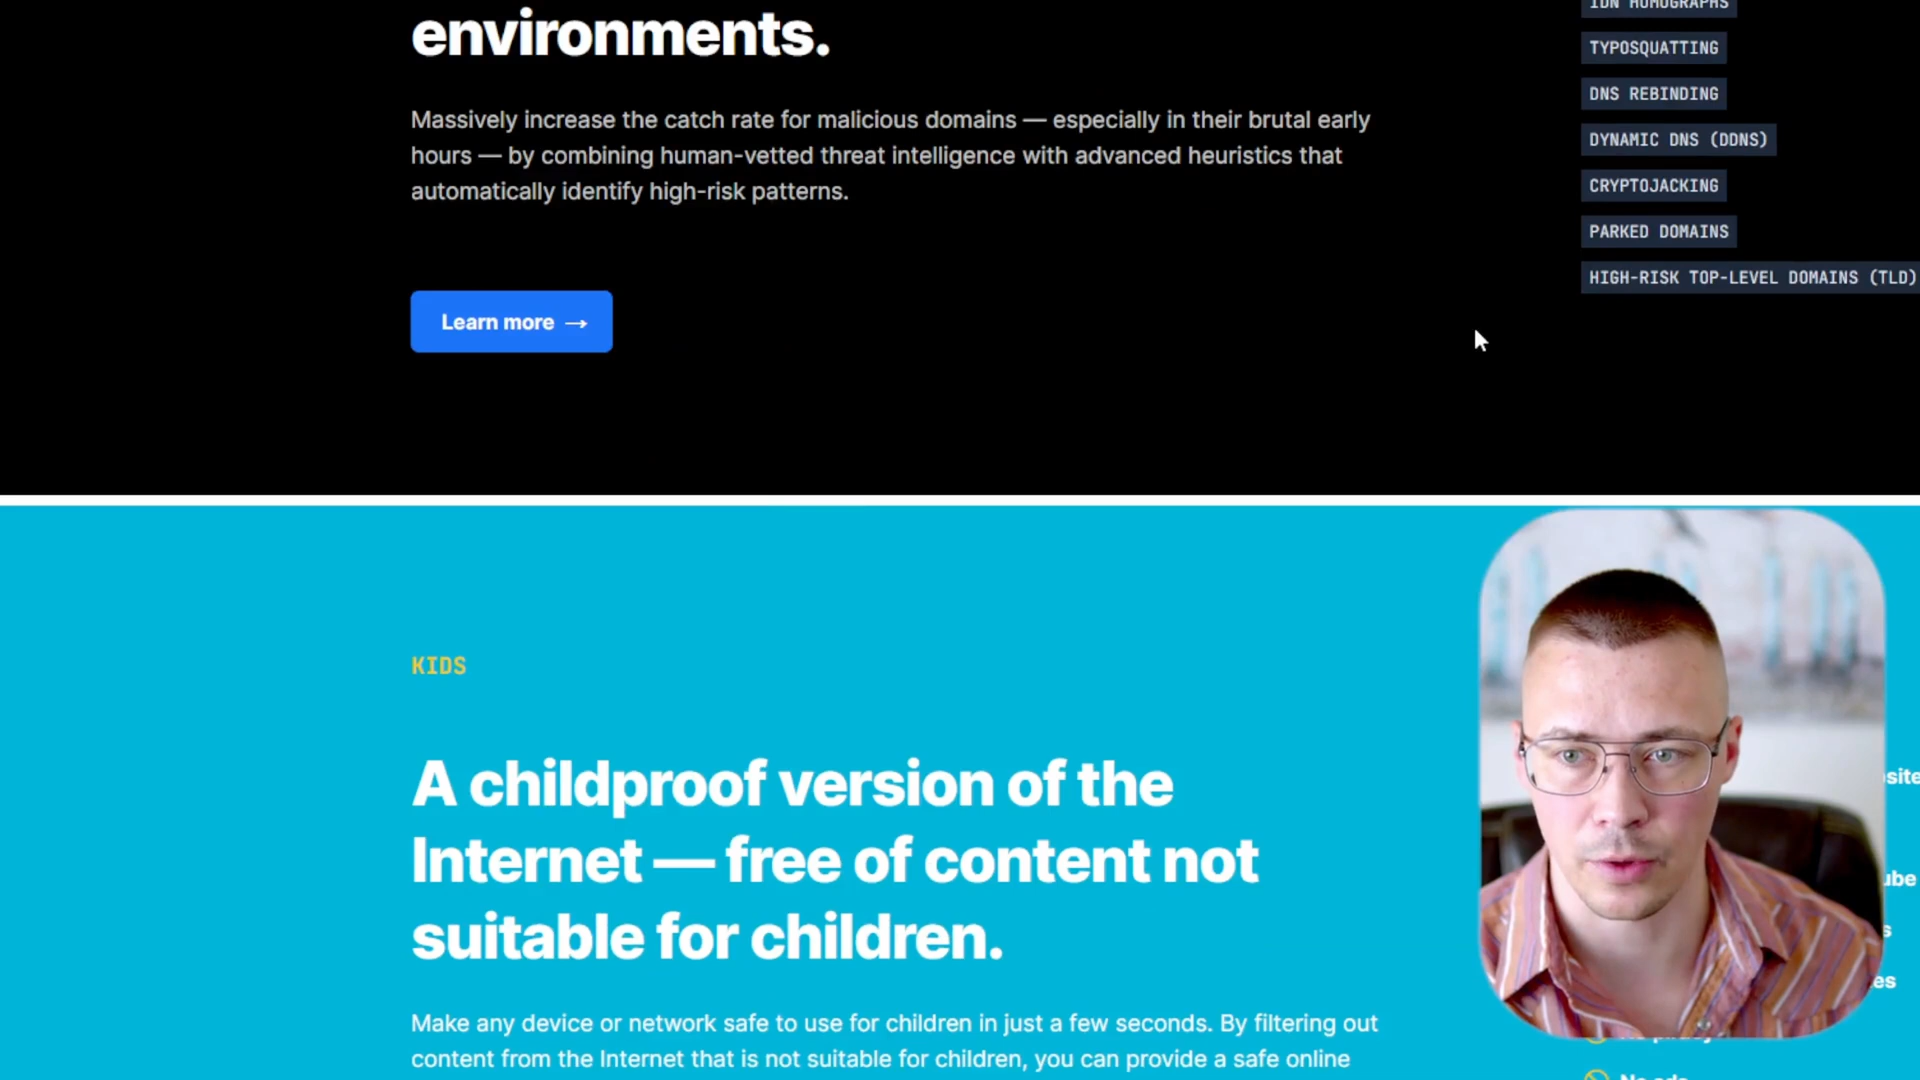 environments.
Massively increase the catch rate for malicious domains — especially in their brutal early
hours — by combining human-vetted threat intelligence with advanced heuristics that
automatically identify high-risk patterns.
Learn more →
IDN HOMOGRAPHS
TYPOSQUATTING
DNS REBINDING
DYNAMIC DNS (DDNS)
CRYPTOJACKING
PARKED DOMAINS
HIGH-RISK TOP-LEVEL DOMAINS (TLD)
KIDS
A childproof version of the
Internet — free of content not
suitable for children.
Make any device or network safe to use for children in just a few seconds. By filtering out
content from the Internet that is not suitable for children, you can provide a safe online
No ads